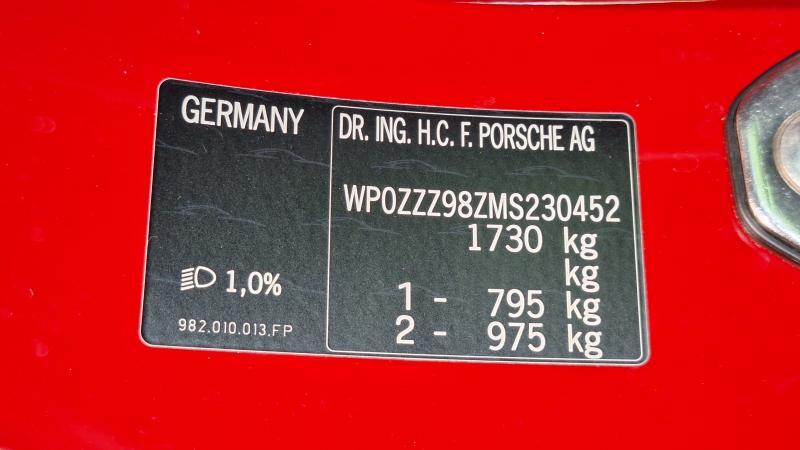 GERMANY
1,0%
982.010.013.FP
DR. ING. H.C. F. PORSCHE AG
WP0ZZZ98ZMS230452
1730 kg
kg
1 - 795 kg
2 - 975 kg